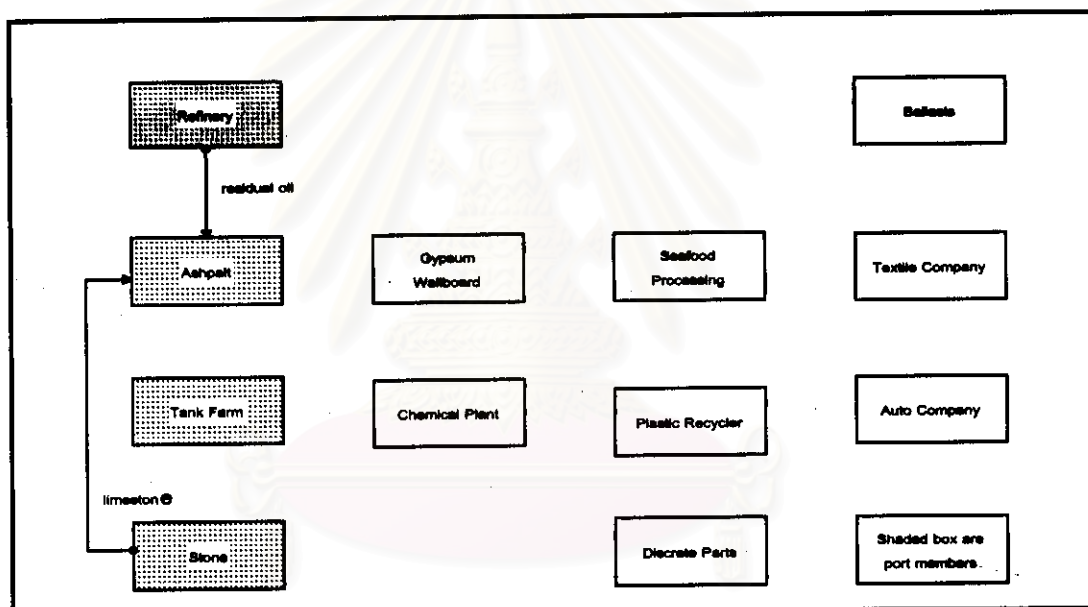 Refinery
Ballasts
residual oil
Ashpalt
Gypsum
Wallboard
Seafood
Processing
Textile Company
Tank Farm
Chemical Plant
Plastic Recycler
Auto Company
limestone
Stone
Discrete Parts
Shaded box are
port members.